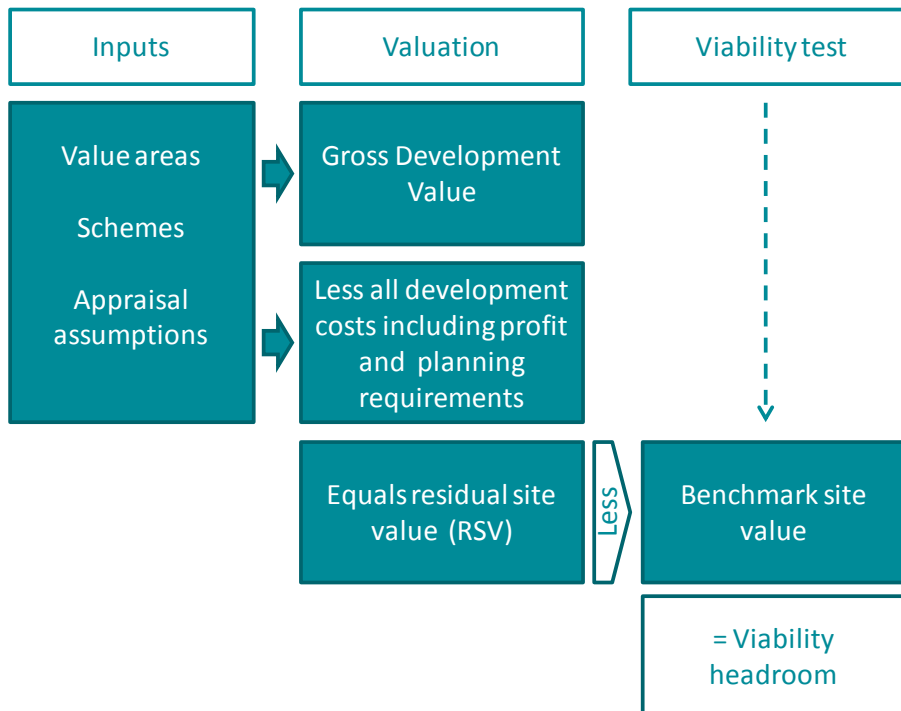 Inputs
Valuation
Viability test
Value areas
Schemes
Appraisal
assumptions
Gross Development
Value
Less all development
costs including profit
and planning
requirements
Equals residual site
value (RSV)
Less
Benchmark site
value
= Viability
headroom